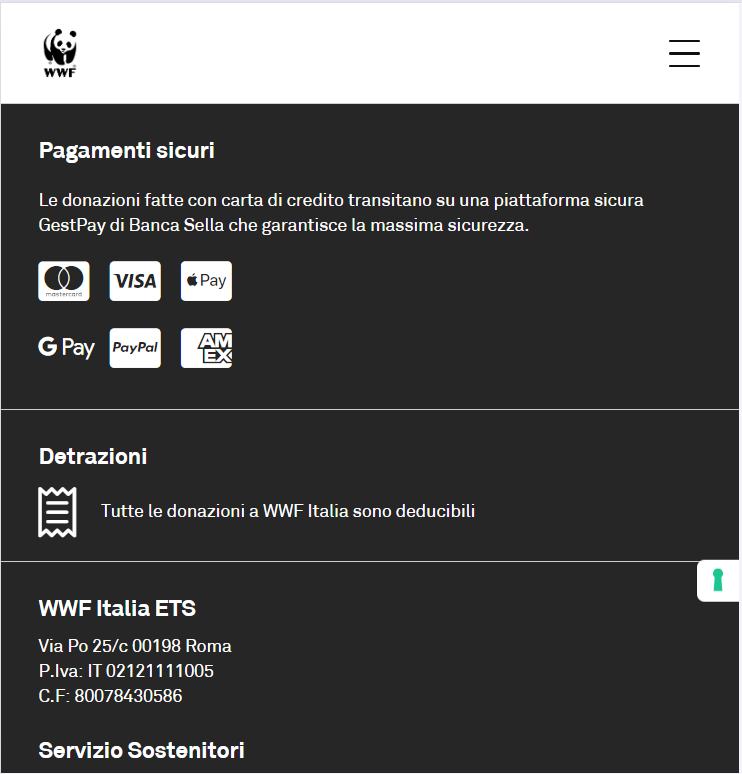 WWF
Pagamenti sicuri
Le donazioni fatte con carta di credito transitano su una piattaforma sicura
GestPay di Banca Sella che garantisce la massima sicurezza.
mastercard VISA Pay
G Pay PayPal AMEX
Detrazioni
Tutte le donazioni a WWF Italia sono deducibili
WWF Italia ETS
Via Po 25/c 00198 Roma
P.Iva: IT 02121111005
C.F: 80078430586
Servizio Sostenitori